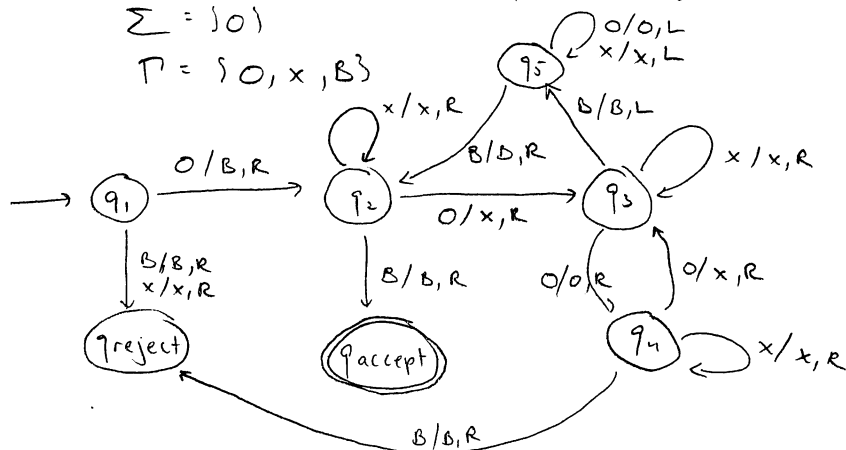 Σ = {0}
Γ = {0, x, B}
0/0, L
x/x, L
q5
x/x, R
B/B, L
0/B, R
B/B, R
x/x, R
q1
q2
q3
0/x, R
B/B, R
x/x, R
B/B, R
0/0, R
0/x, R
qreject
qaccept
q4
x/x, R
B/B, R